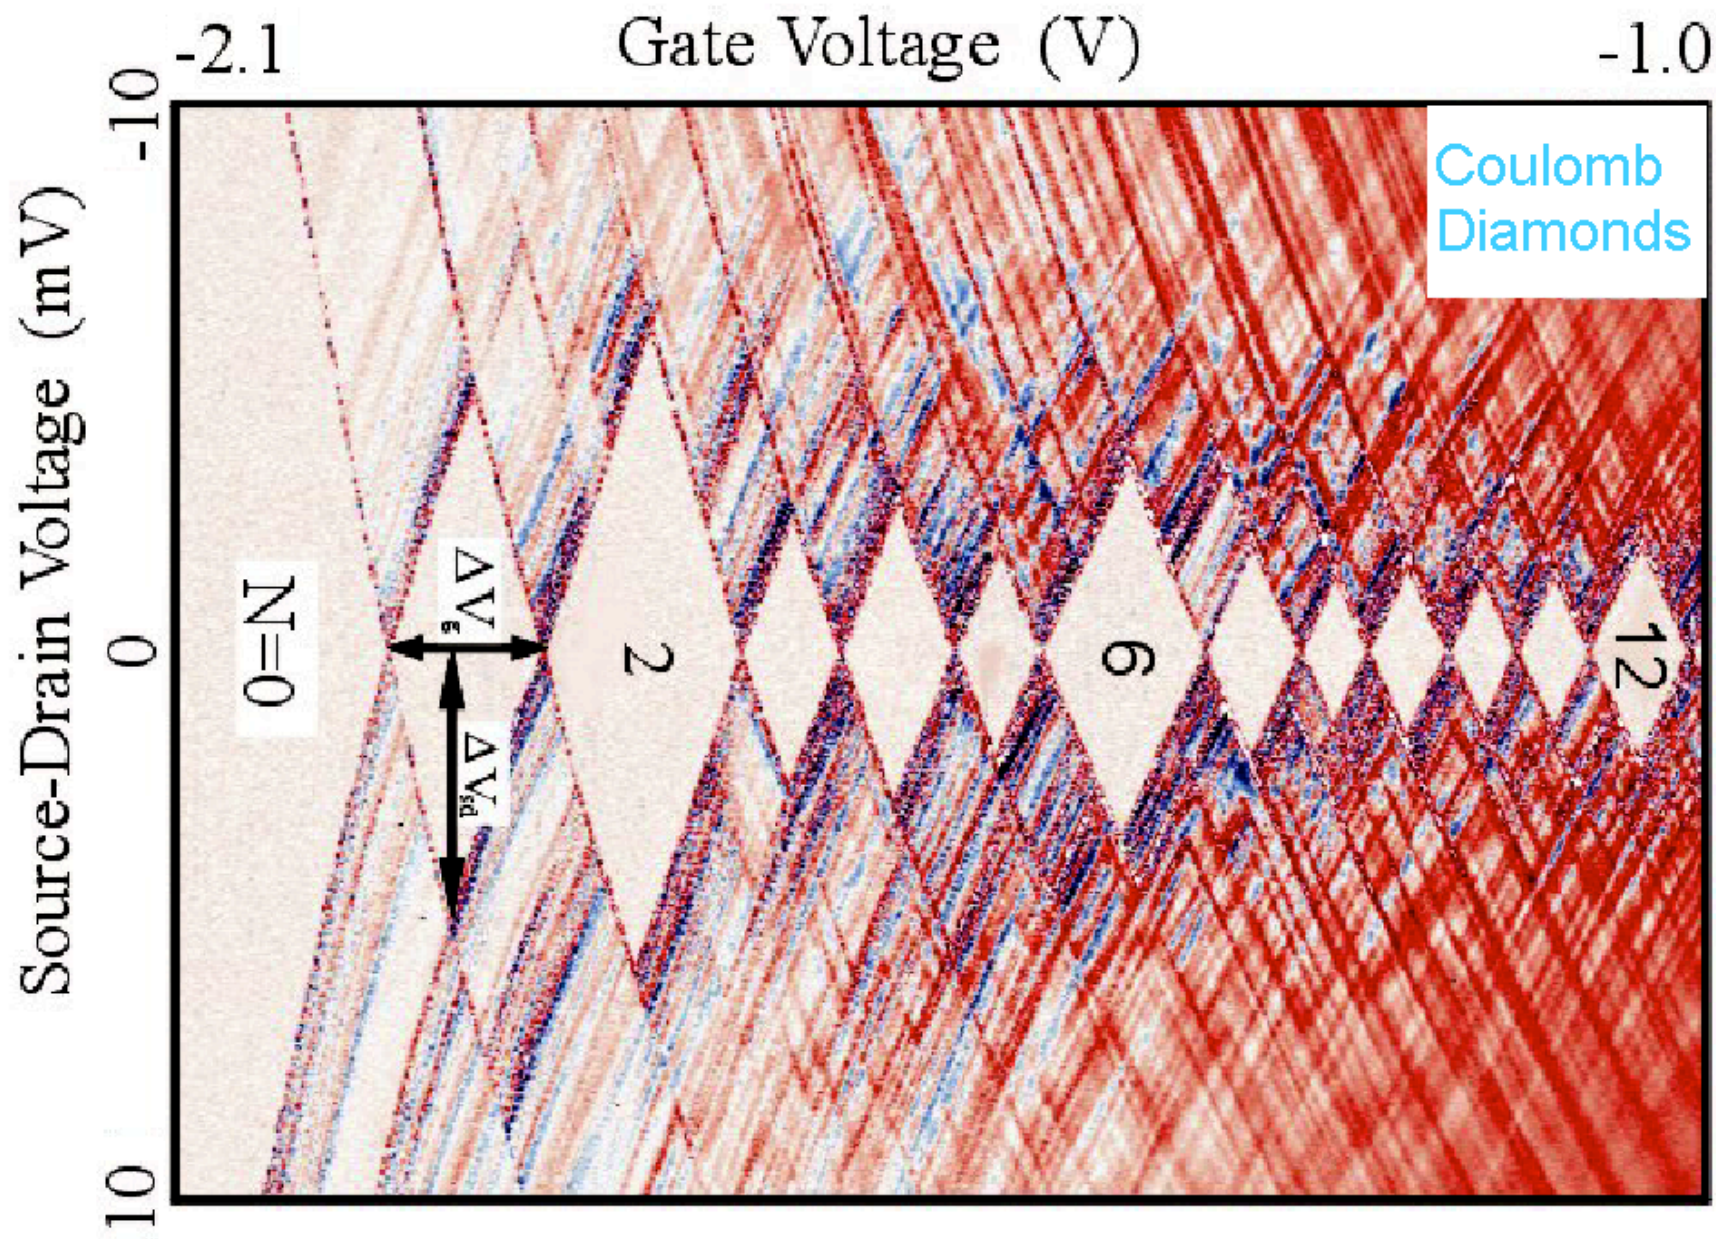 -2.1
Gate Voltage (V)
-1.0
-10
Coulomb
Diamonds
Source-Drain Voltage (mV)
0
10
N=0
ΔVg
ΔVsd
2
6
12